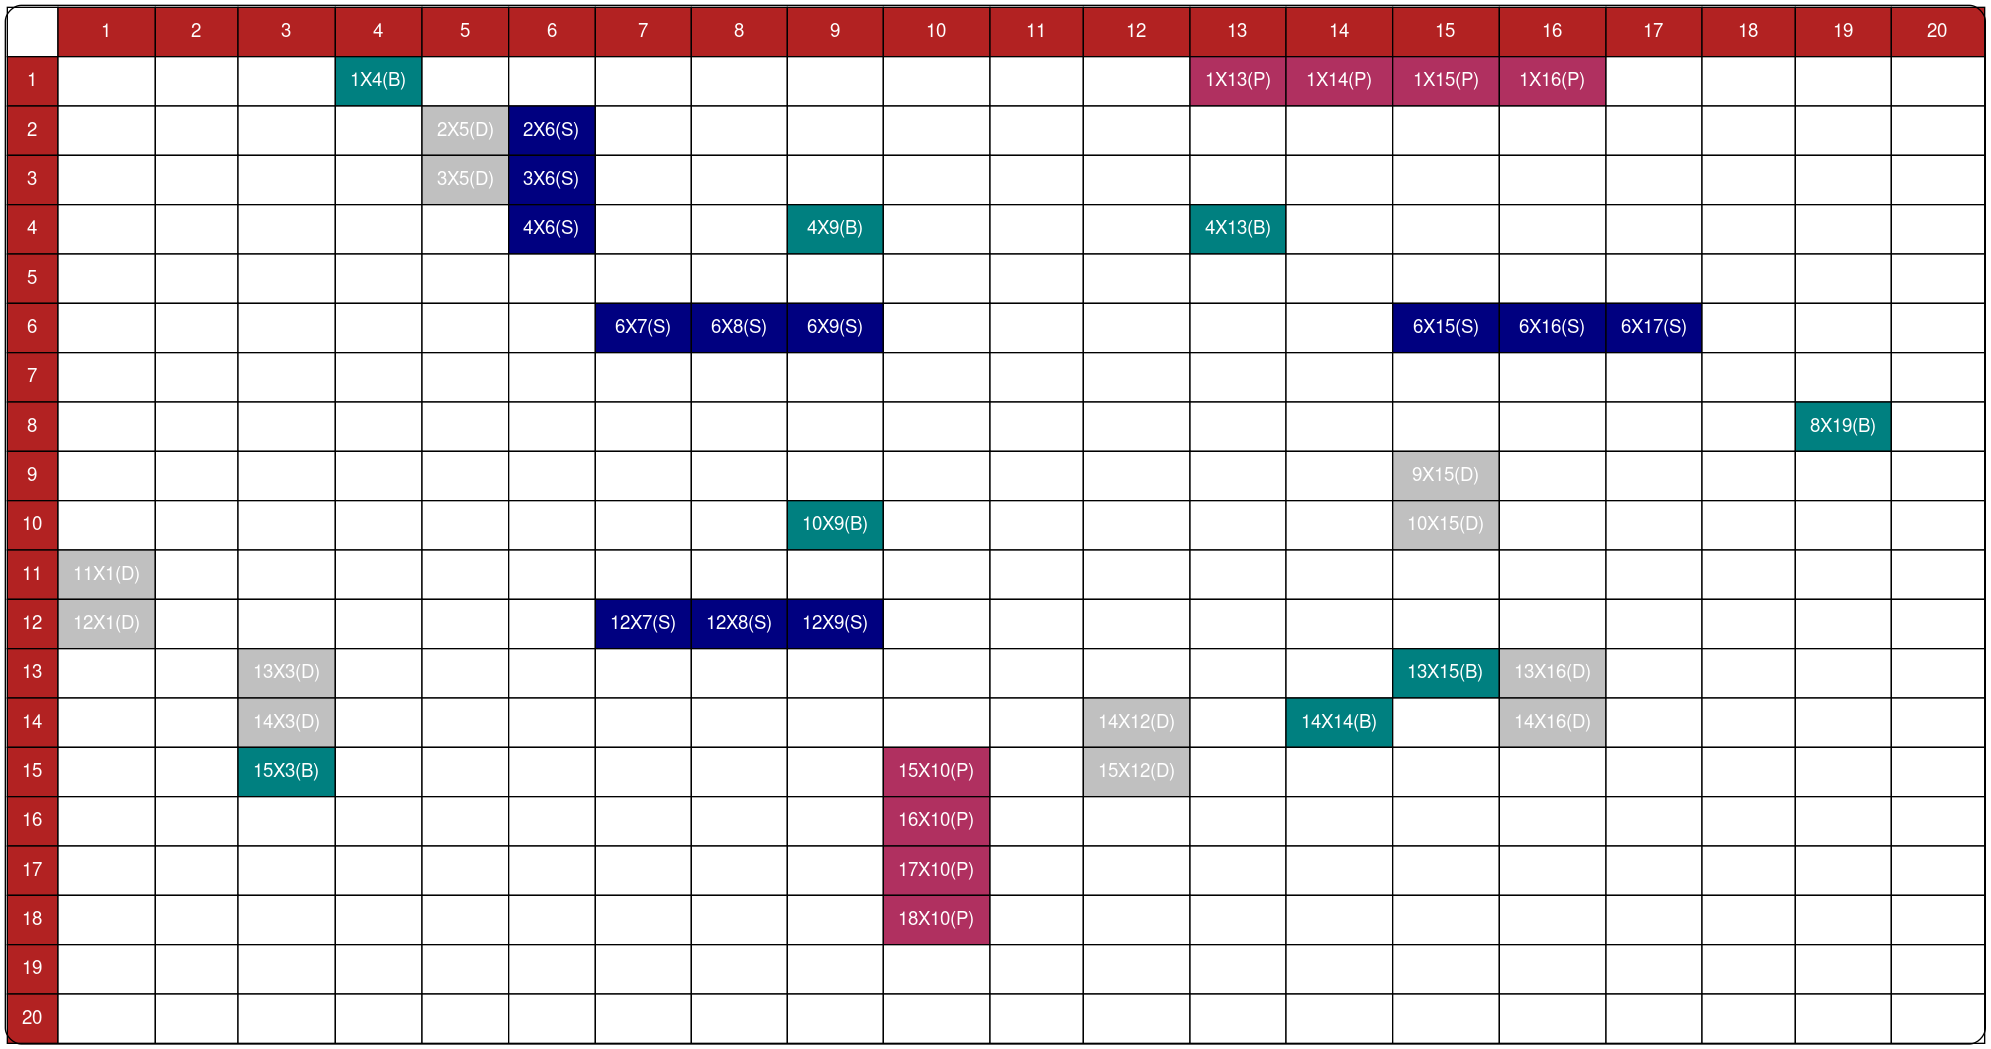 1 2 3 4 5 6 7 8 9 10 11 12 13 14 15 16 17 18 19 20
1 1X4(B) 1X13(P) 1X14(P) 1X15(P) 1X16(P)
2 2X5(D) 2X6(S)
3 3X5(D) 3X6(S)
4 4X6(S) 4X9(B) 4X13(B)
5
6 6X7(S) 6X8(S) 6X9(S) 6X15(S) 6X16(S) 6X17(S)
7
8 8X19(B)
9 9X15(D)
10 10X9(B) 10X15(D)
11 11X1(D)
12 12X1(D) 12X7(S) 12X8(S) 12X9(S)
13 13X3(D) 13X15(B) 13X16(D)
14 14X3(D) 14X12(D) 14X14(B) 14X16(D)
15 15X3(B) 15X10(P) 15X12(D)
16 16X10(P)
17 17X10(P)
18 18X10(P)
19
20